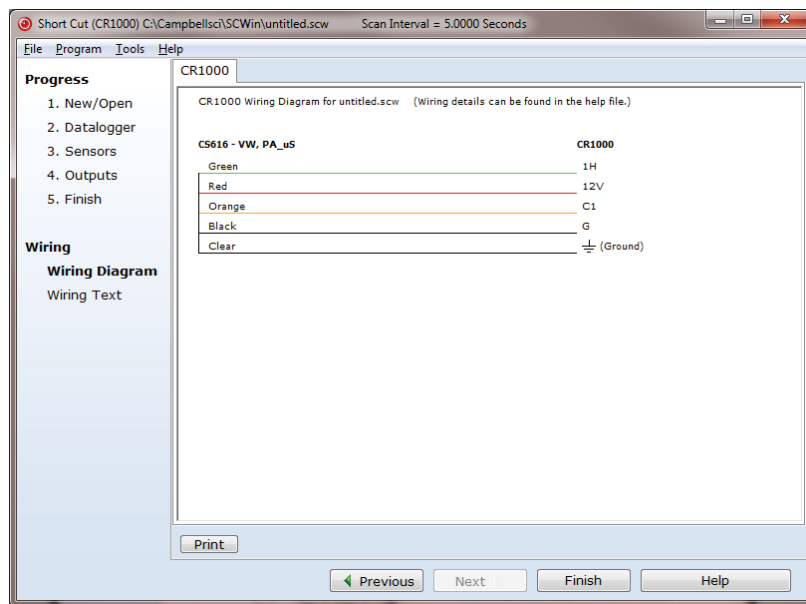 Short Cut (CR1000) C:\Campbellsci\SCWin\untitled.scw Scan Interval = 5.0000 Seconds
File Program Tools Help
Progress
1. New/Open
2. Datalogger
3. Sensors
4. Outputs
5. Finish
Wiring
Wiring Diagram
Wiring Text
CR1000
CR1000 Wiring Diagram for untitled.scw (Wiring details can be found in the help file.)
CS616 - VW, PA_uS CR1000
Green 1H
Red 12V
Orange C1
Black G
Clear (Ground)
Print
Previous Next Finish Help